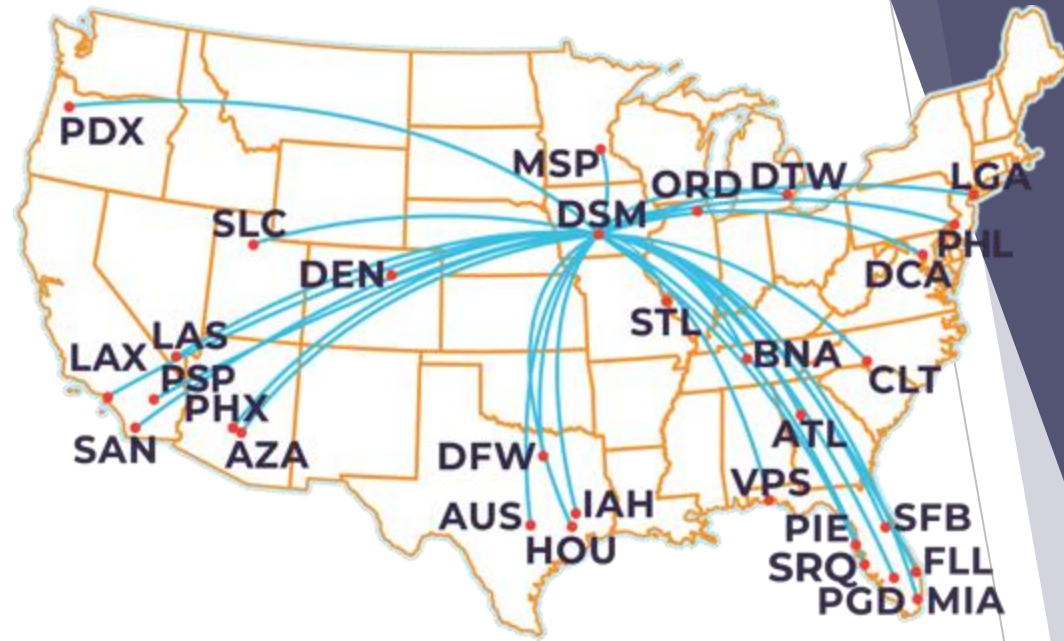 PDX
MSP
ORD
DTW
LGA
SLC
DSM
PHL
DEN
DCA
LAS
STL
LAX
BNA
PSP
CLT
PHX
SAN
AZA
DFW
ATL
VPS
AUS
IAH
HOU
PIE
SFB
SRQ
FLL
PGD
MIA